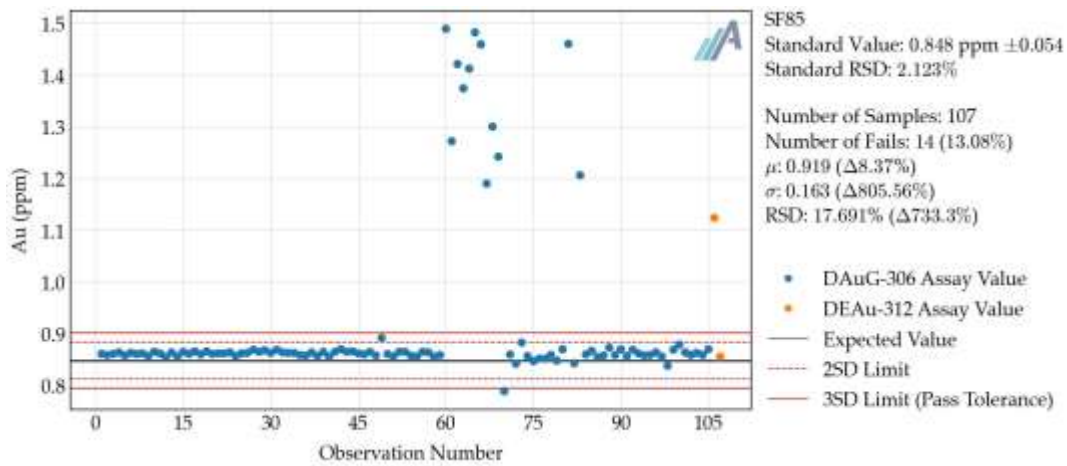 1.5
1.4
1.3
1.2
1.1
1.0
0.9
0.8
Au (ppm)
0 15 30 45 60 75 90 105
Observation Number
A
SF85
Standard Value: 0.848 ppm ±0.054
Standard RSD: 2.123%
Number of Samples: 107
Number of Fails: 14 (13.08%)
μ: 0.919 (Δ8.37%)
σ: 0.163 (Δ805.56%)
RSD: 17.691% (Δ733.3%)
DAuG-306 Assay Value
DEAu-312 Assay Value
Expected Value
2SD Limit
3SD Limit (Pass Tolerance)